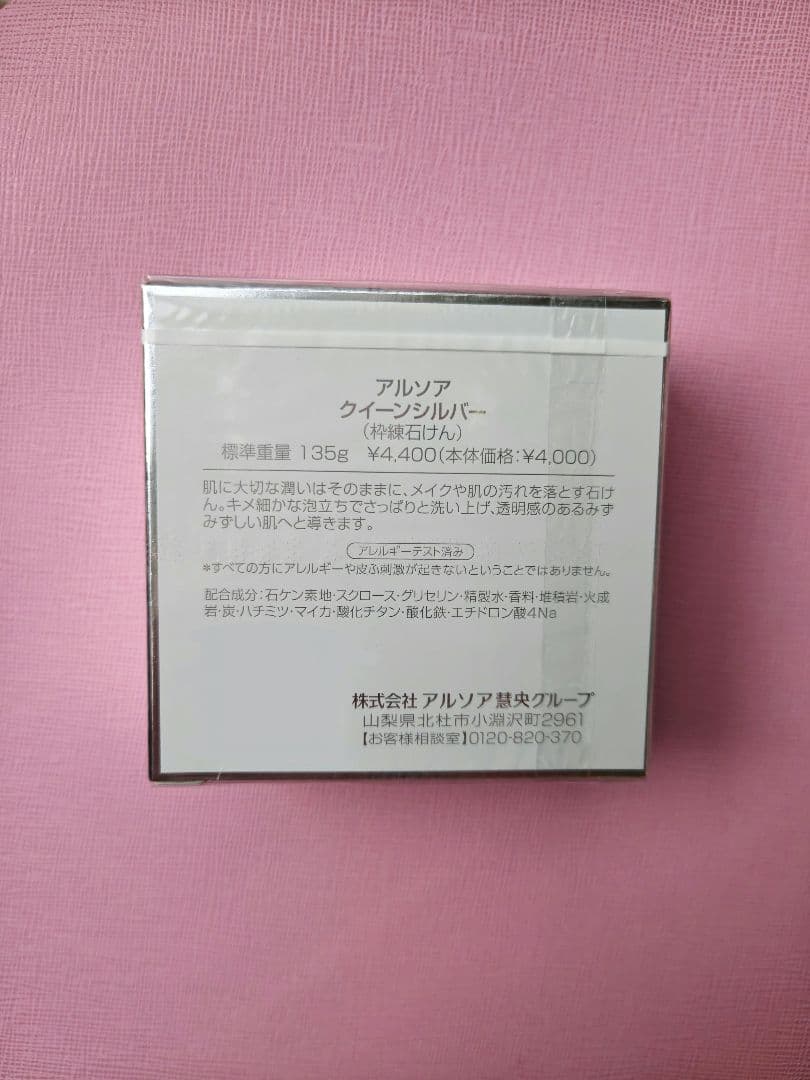 アルソア
クイーンシルバー
(枠練石けん)
標準重量 135g ¥4,400(本体価格:¥4,000)
肌に大切な潤いはそのままに、メイクや肌の汚れを落とす石け
ん。キメ細かな泡立ちでさっぱりと洗い上げ、透明感のあるみず
みずしい肌へと導きます。
アレルギーテスト済み
*すべての方にアレルギーや皮ふ刺激が起きないということではありません。
配合成分:石ケン素地・スクロース・グリセリン・精製水・香料・堆積岩・火成
岩・炭・ハチミツ・マイカ・酸化チタン・酸化鉄・エチドロン酸4Na
株式会社 アルソア慧央グループ
山梨県北杜市小淵沢町2961
【お客様相談室】0120-820-370